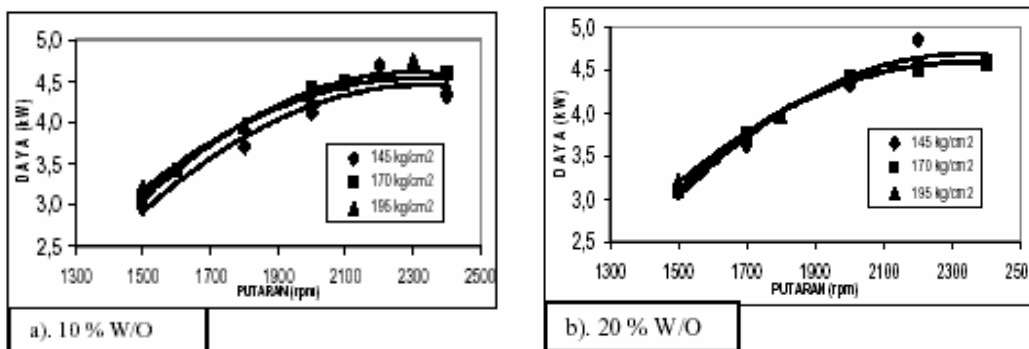 5,0
4,5
4,0
3,5
3,0
2,5
DAYA (kW)
145 kg/cm2
170 kg/cm2
195 kg/cm2
1300 1500 1700 1900 2100 2300 2500
PUTARAN (rpm)
a). 10 % W/O
5,0
4,5
4,0
3,5
3,0
2,5
DAYA (kW)
145 kg/cm2
170 kg/cm2
195 kg/cm2
1300 1500 1700 1900 2100 2300 250
PUTARAN (rpm)
b). 20 % W/O